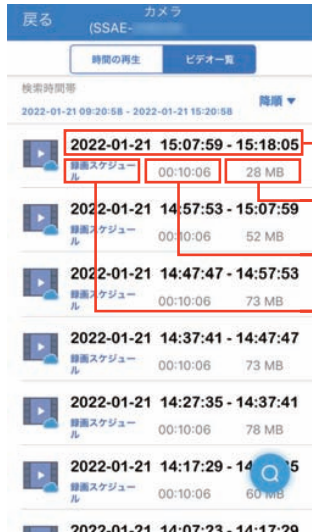 戻る
カメラ
(SSAE-
時間の再生
ビデオ一覧
検索時間帯
2022-01-21 09:20:58 - 2022-01-21 15:20:58
降順 ▼
2022-01-21 15:07:59 - 15:18:05
録画スケジュー
ル
00:10:06
28 MB
2022-01-21 14:57:53 - 15:07:59
録画スケジュー
ル
00:10:06
52 MB
2022-01-21 14:47:47 - 14:57:53
録画スケジュー
ル
00:10:06
73 MB
2022-01-21 14:37:41 - 14:47:47
録画スケジュー
ル
00:10:06
73 MB
2022-01-21 14:27:35 - 14:37:41
録画スケジュー
ル
00:10:06
78 MB
2022-01-21 14:17:29 -
録画スケジュー
ル
00:10:06
60 MB
2022-01-21 14:07:23 - 14:17:29